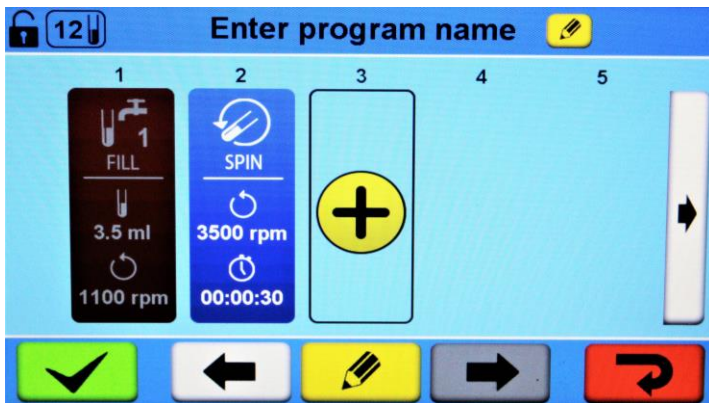 12
Enter program name
1 2 3 4 5
1
FILL SPIN
3.5 ml 3500 rpm
1100 rpm 00:00:30